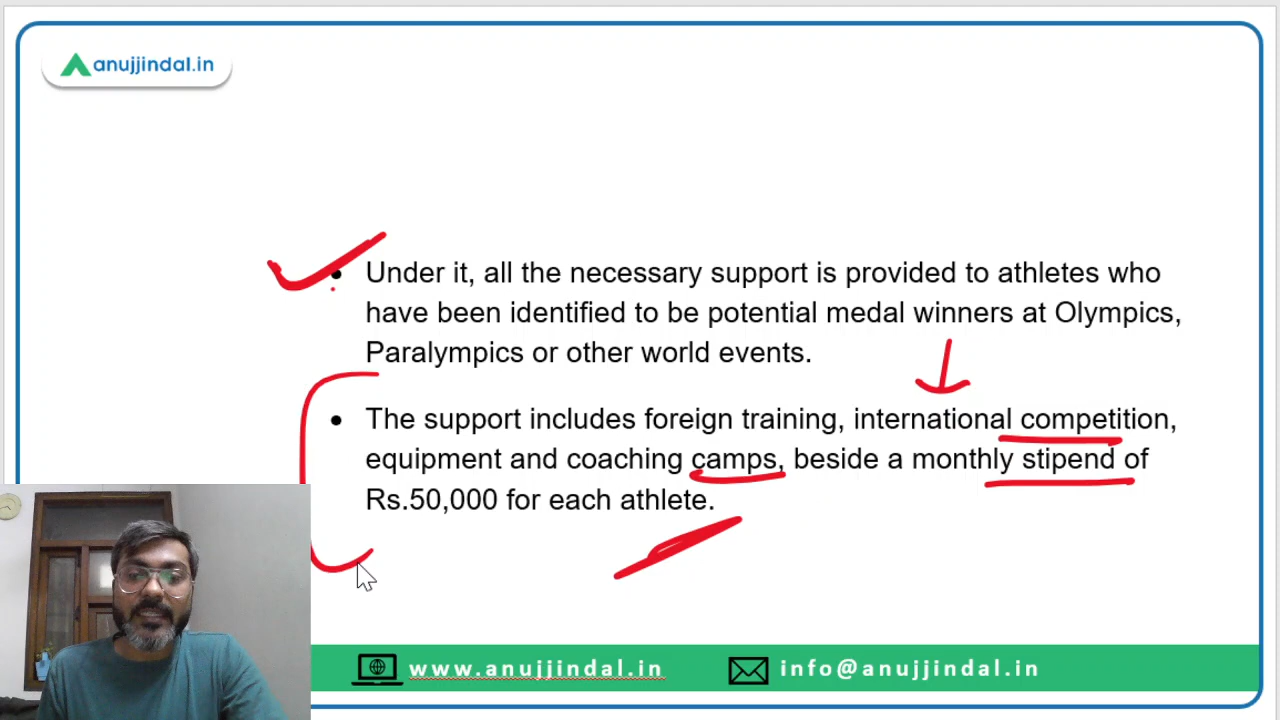 anujjindal.in
Under it, all the necessary support is provided to athletes who
have been identified to be potential medal winners at Olympics,
Paralympics or other world events.
The support includes foreign training, international competition,
equipment and coaching camps, beside a monthly stipend of
Rs.50,000 for each athlete.
www.anujjindal.in
info@anujjindal.in